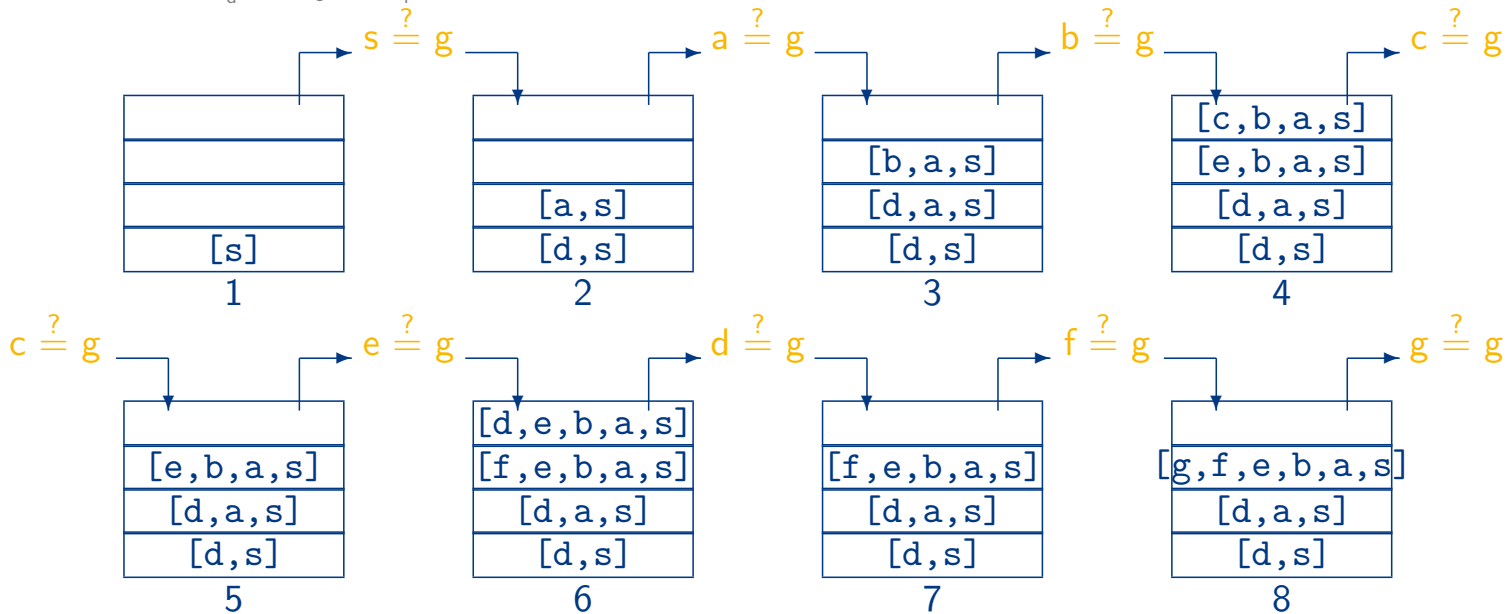 s ?= g
a ?= g
b ?= g
c ?= g
[s]
1
[a,s]
[d,s]
2
[b,a,s]
[d,a,s]
[d,s]
3
[c,b,a,s]
[e,b,a,s]
[d,a,s]
[d,s]
4
c ?= g
e ?= g
d ?= g
f ?= g
g ?= g
[e,b,a,s]
[d,a,s]
[d,s]
5
[d,e,b,a,s]
[f,e,b,a,s]
[d,a,s]
[d,s]
6
[f,e,b,a,s]
[d,a,s]
[d,s]
7
[g,f,e,b,a,s]
[d,a,s]
[d,s]
8